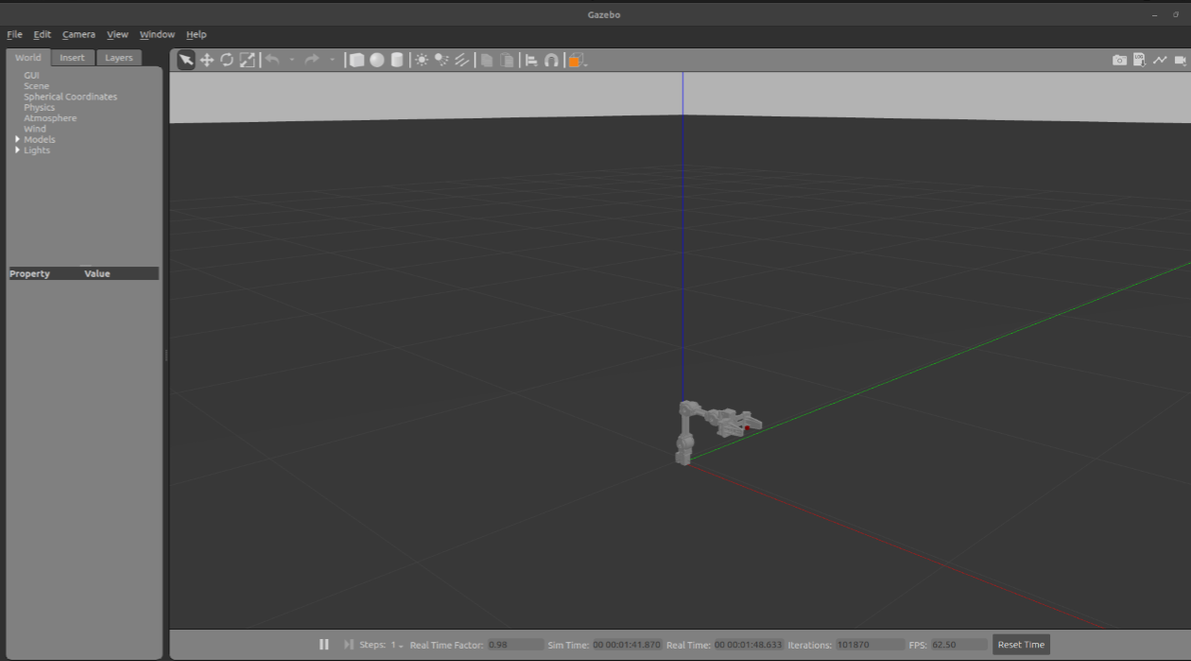 Gazebo
File Edit Camera View Window Help
World Insert Layers
GUI
Scene
Spherical Coordinates
Physics
Atmosphere
Wind
Models
Lights
Property Value
Steps: 1 Real Time Factor: 0.98 Sim Time: 00 00:01:41.870 Real Time: 00 00:01:48.633 Iterations: 101870 FPS: 62.50 Reset Time